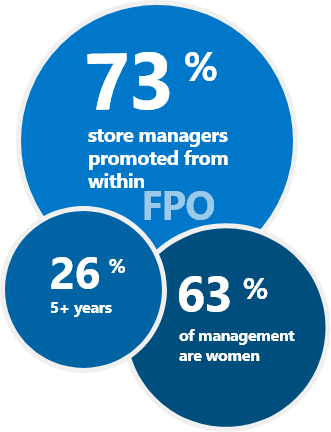 73 %
store managers
promoted from
within
FPO
26 %
5+ years
63 %
of management
are women